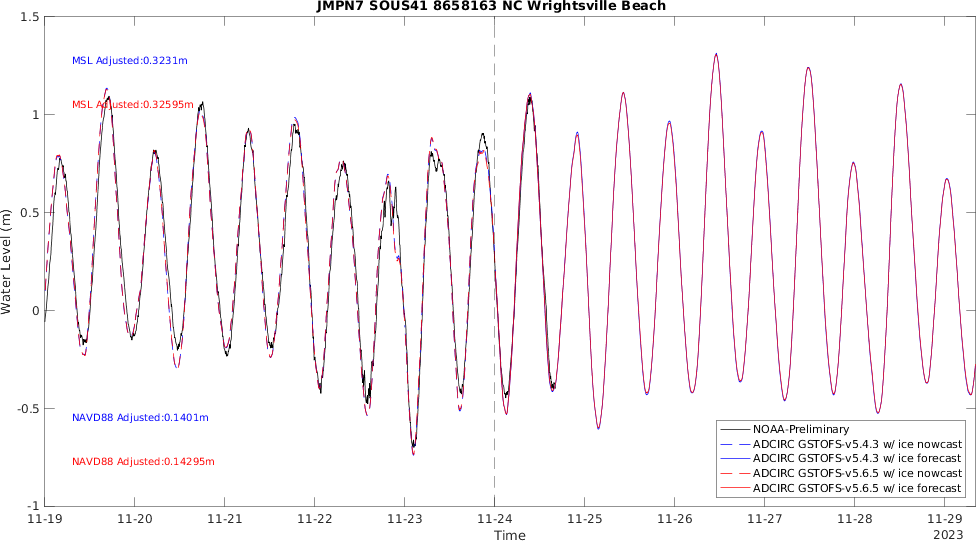 JMPN7 SOUS41 8658163 NC Wrightsville Beach
1.5
1
0.5
0
-0.5
-1
Water Level (m)
MSL Adjusted:0.3231m
MSL Adjusted:0.32595m
NAVD88 Adjusted:0.1401m
NAVD88 Adjusted:0.14295m
NOAA-Preliminary
ADCIRC GSTOFS-v5.4.3 w/ ice nowcast
ADCIRC GSTOFS-v5.4.3 w/ ice forecast
ADCIRC GSTOFS-v5.6.5 w/ ice nowcast
ADCIRC GSTOFS-v5.6.5 w/ ice forecast
11-19 11-20 11-21 11-22 11-23 11-24 11-25 11-26 11-27 11-28 11-29
Time
2023